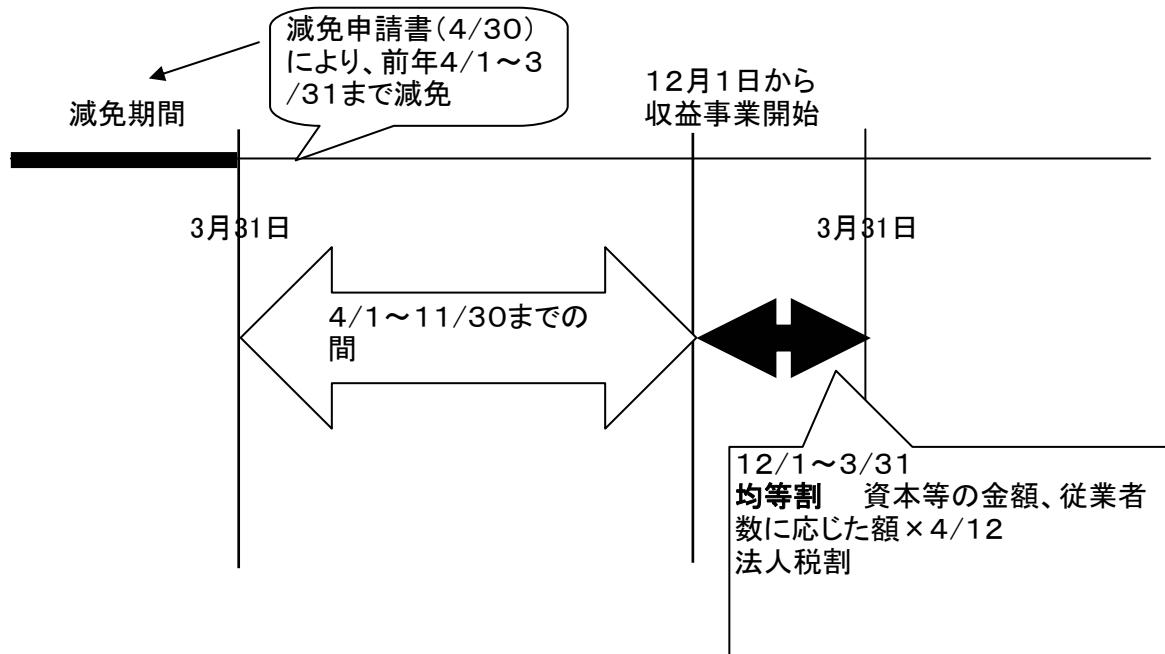 減免申請書(4/30)
により、前年4/1～3
/31まで減免
減免期間
12月1日から
収益事業開始
3月31日
3月31日
4/1～11/30までの
間
12/1～3/31
均等割　資本等の金額、従業者
数に応じた額×4/12
法人税割